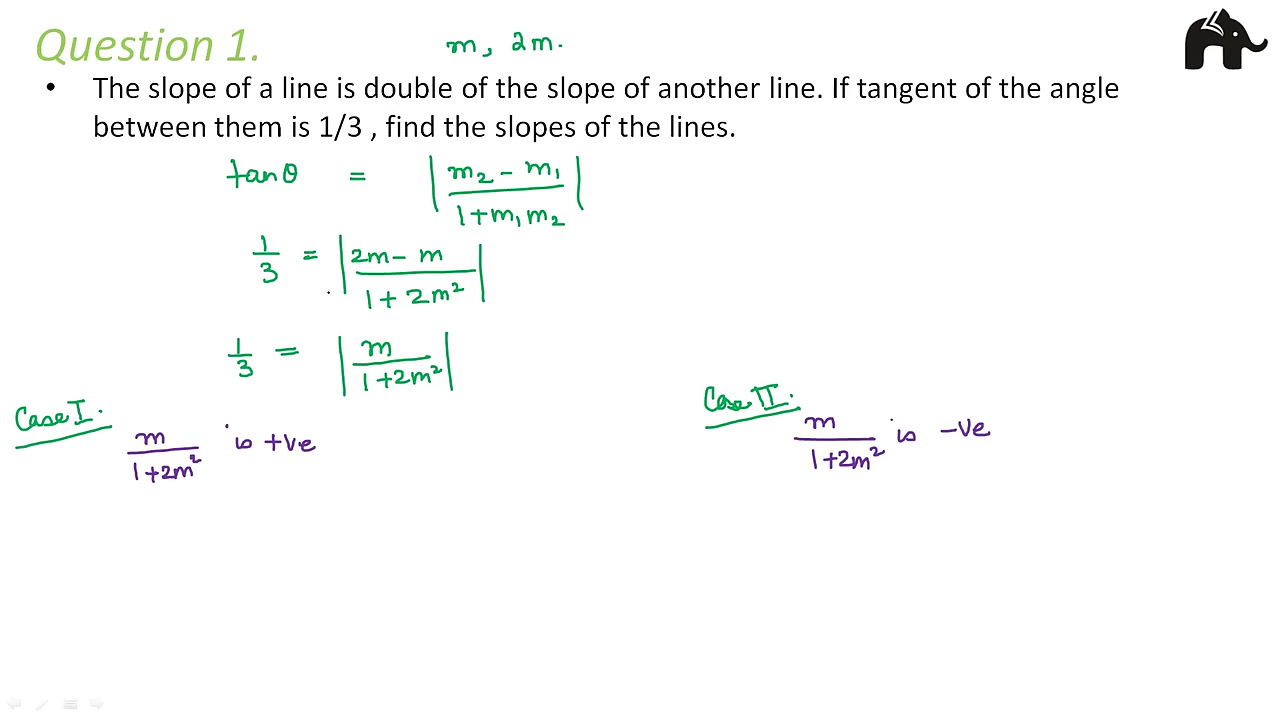 Question 1.
m, 2m.
• The slope of a line is double of the slope of another line. If tangent of the angle
between them is 1/3 , find the slopes of the lines.
tanθ = |(m₂ - m₁)/(1+m₁m₂)|
1/3 = |(2m - m)/(1 + 2m²)|
1/3 = |m/(1+2m²)|
Case I.
m/(1+2m²) is +ve
Case II.
m/(1+2m²) is -ve